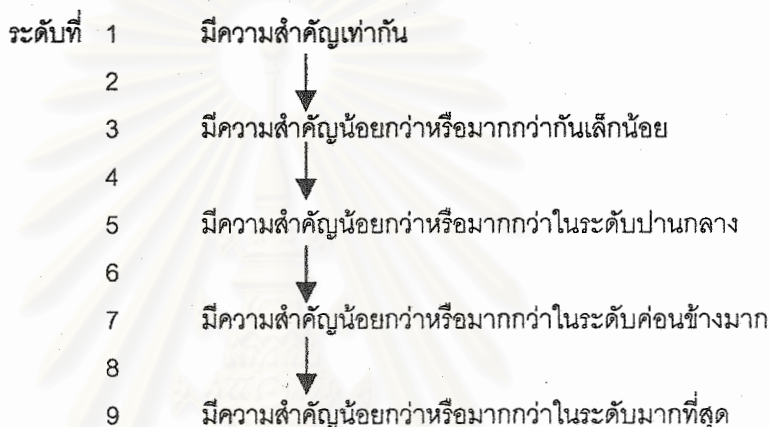 ระดับที่ 1 มีความสำคัญเท่ากัน
2
3 มีความสำคัญน้อยกว่าหรือมากกว่ากันเล็กน้อย
4
5 มีความสำคัญน้อยกว่าหรือมากกว่าในระดับปานกลาง
6
7 มีความสำคัญน้อยกว่าหรือมากกว่าในระดับค่อนข้างมาก
8
9 มีความสำคัญน้อยกว่าหรือมากกว่าในระดับมากที่สุด